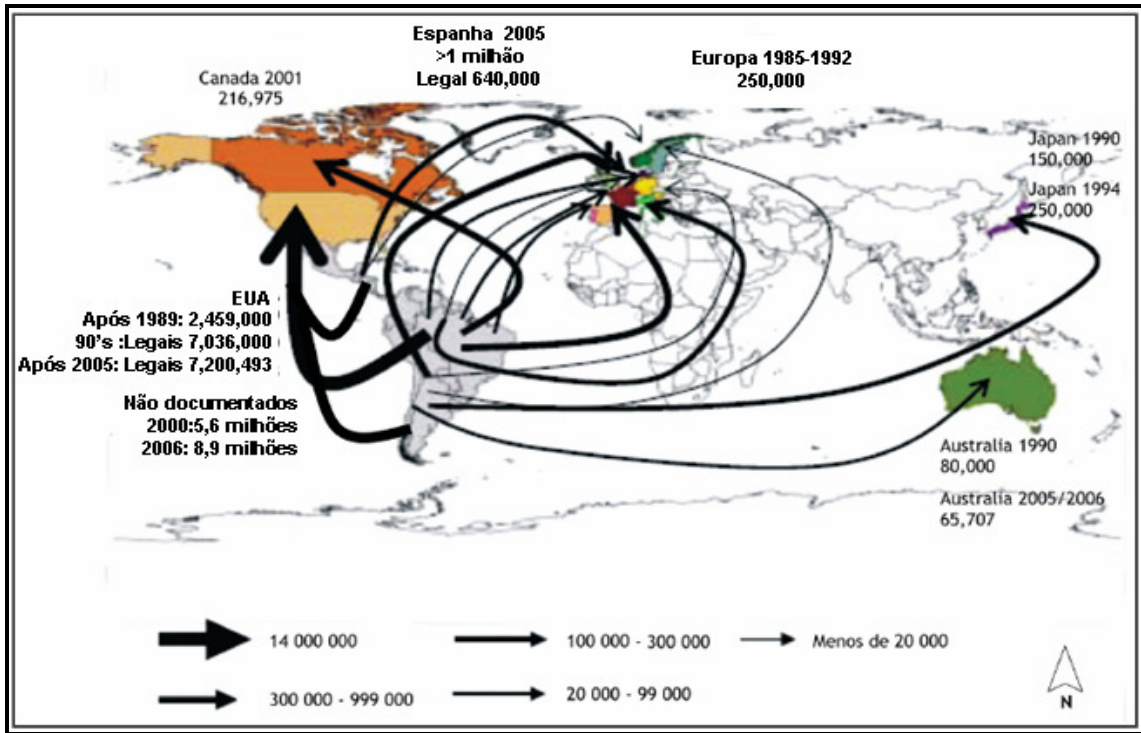 Espanha 2005
>1 milhão
Legal 640,000
Europa 1985-1992
250,000
Canada 2001
216,975
Japan 1990
150,000
Japan 1994
250,000
EUA
Após 1989: 2,459,000
90's :Legais 7,036,000
Após 2005: Legais 7,200,493
Não documentados
2000:5,6 milhões
2006: 8,9 milhões
Australia 1990
80,000
Australia 2005/2006
65,707
14 000 000
100 000 - 300 000
Menos de 20 000
300 000 - 999 000
20 000 - 99 000
N